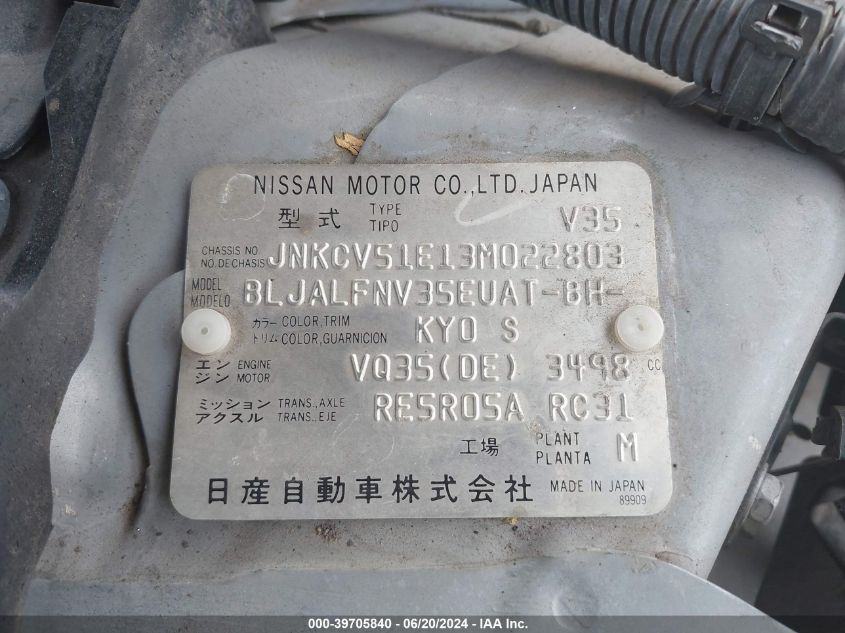 NISSAN MOTOR CO.,LTD. JAPAN
型式 TYPE TIPO V35
CHASSIS NO. NO. DE CHASIS JNKCV51E13M022803
MODEL MODELO BLJALFNV35EUAT-BH-
カラー COLOR,TRIM トリム COLOR,GUARNICION KY0 S
エンジン ENGINE MOTOR VQ35(DE) 3498 CC
ミッション TRANS.,AXLE アクスル TRANS.,EJE RE5R05A RC31
工場 PLANT PLANTA M
日産自動車株式会社 MADE IN JAPAN
89909
000-39705840 | 06/20/2024 - IAA Inc.